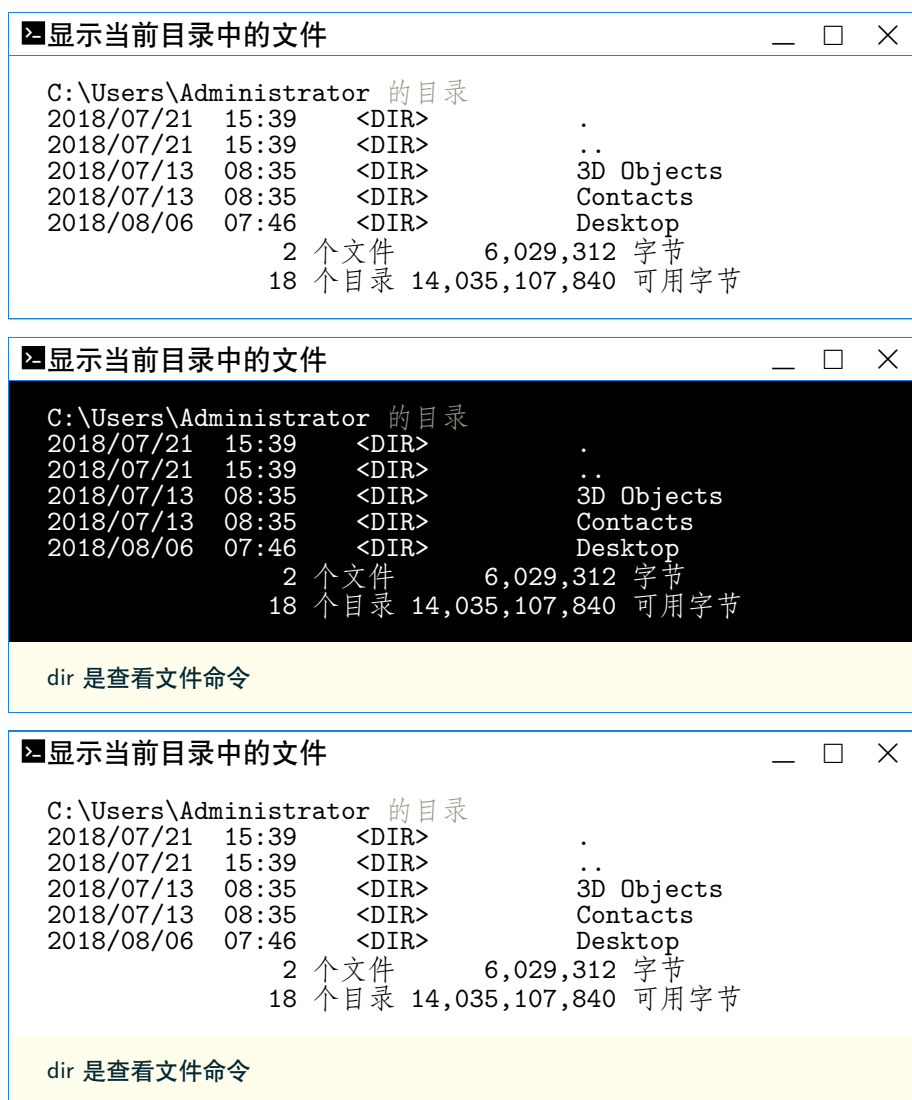 显示当前目录中的文件
C:\Users\Administrator 的目录
2018/07/21  15:39    <DIR>          .
2018/07/21  15:39    <DIR>          ..
2018/07/13  08:35    <DIR>          3D Objects
2018/07/13  08:35    <DIR>          Contacts
2018/08/06  07:46    <DIR>          Desktop
2 个文件      6,029,312 字节
18 个目录 14,035,107,840 可用字节
显示当前目录中的文件
C:\Users\Administrator 的目录
2018/07/21  15:39    <DIR>          .
2018/07/21  15:39    <DIR>          ..
2018/07/13  08:35    <DIR>          3D Objects
2018/07/13  08:35    <DIR>          Contacts
2018/08/06  07:46    <DIR>          Desktop
2 个文件      6,029,312 字节
18 个目录 14,035,107,840 可用字节
dir 是查看文件命令
显示当前目录中的文件
C:\Users\Administrator 的目录
2018/07/21  15:39    <DIR>          .
2018/07/21  15:39    <DIR>          ..
2018/07/13  08:35    <DIR>          3D Objects
2018/07/13  08:35    <DIR>          Contacts
2018/08/06  07:46    <DIR>          Desktop
2 个文件      6,029,312 字节
18 个目录 14,035,107,840 可用字节
dir 是查看文件命令